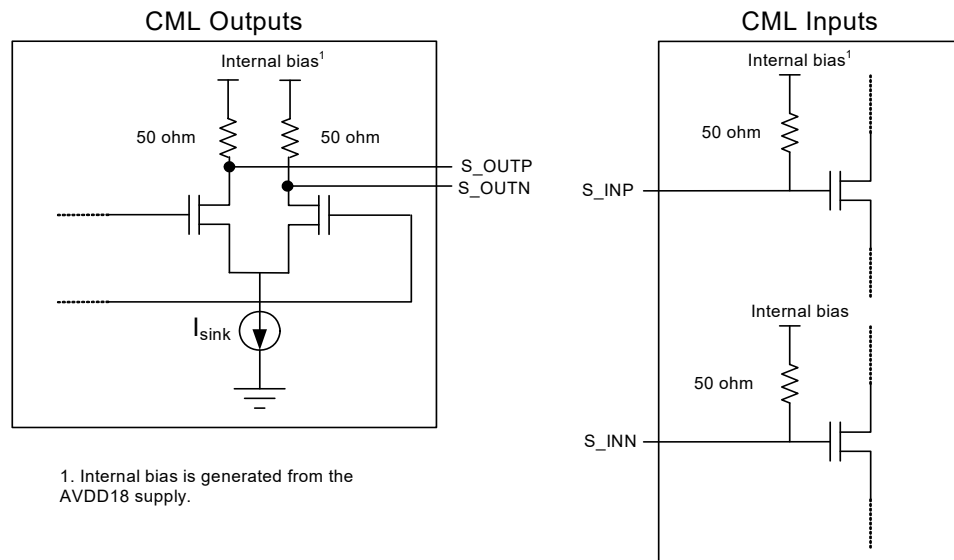 CML Outputs
Internal bias¹
50 ohm
50 ohm
S_OUTP
S_OUTN
Isink
1. Internal bias is generated from the
AVDD18 supply.
CML Inputs
Internal bias¹
50 ohm
S_INP
Internal bias
50 ohm
S_INN